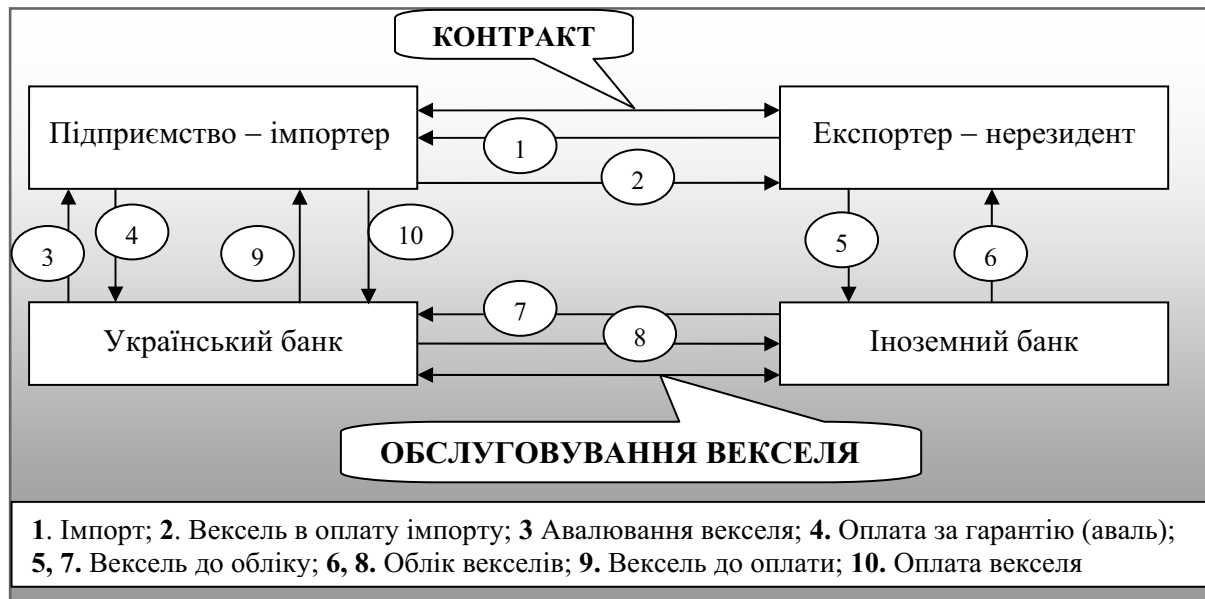 КОНТРАКТ
Підприємство – імпортер
Експортер – нерезидент
1
2
3
4
9
10
5
6
7
Український банк
8
Іноземний банк
ОБСЛУГОВУВАННЯ ВЕКСЕЛЯ
1. Імпорт; 2. Вексель в оплату імпорту; 3 Авалювання векселя; 4. Оплата за гарантію (аваль);
5, 7. Вексель до обліку; 6, 8. Облік векселів; 9. Вексель до оплати; 10. Оплата векселя